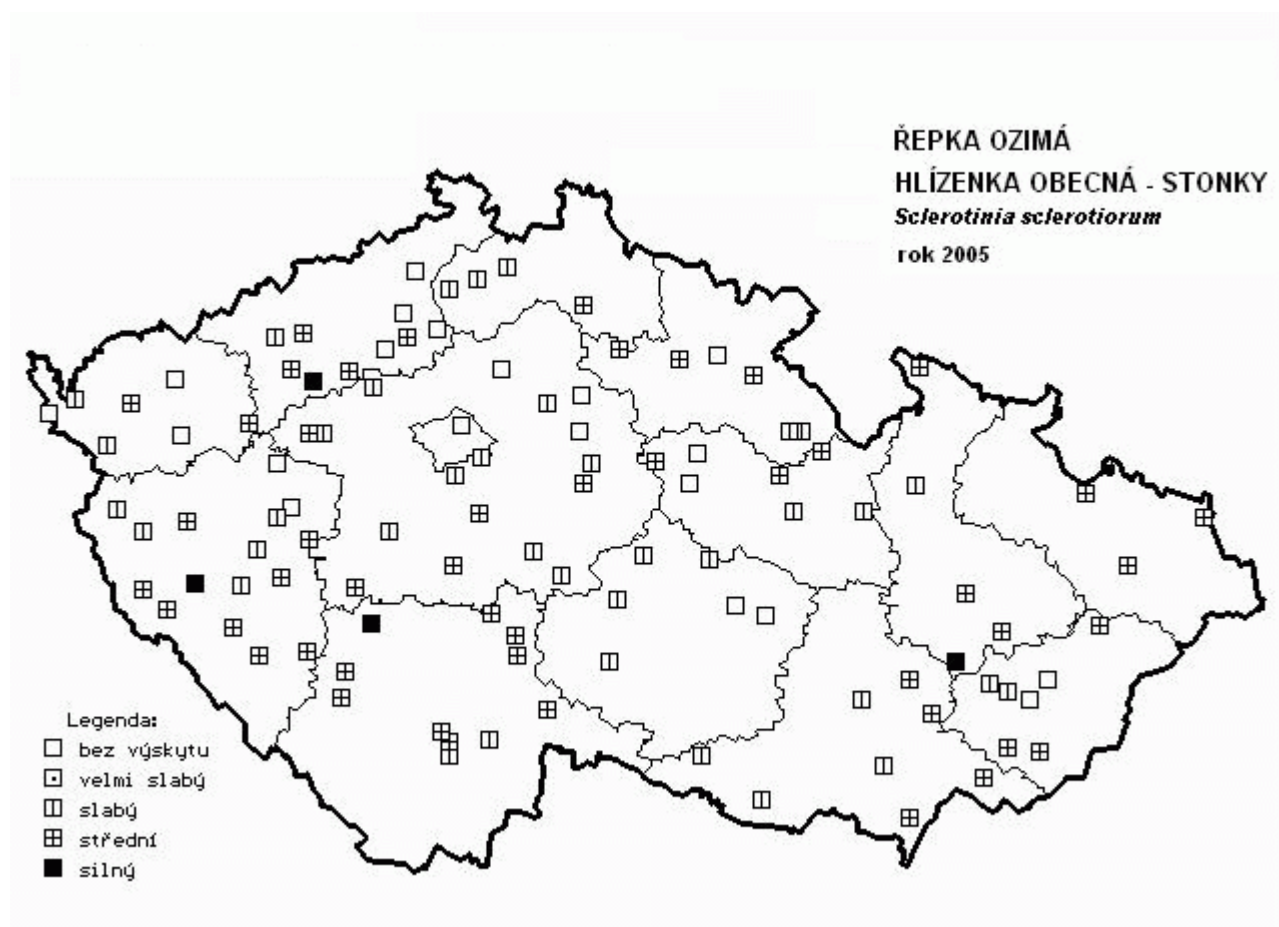 ŘEPKA OZIMÁ
HLÍZENKA OBECNÁ - STONKY
Sclerotinia sclerotiorum
rok 2005
Legenda:
bez výskytu
velmi slabý
slabý
střední
silný